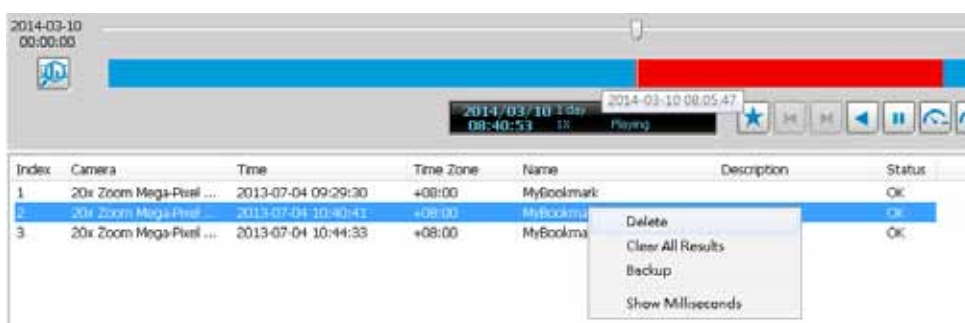 2014-03-10
00:00:00
2014-03-10 08:05:47
2014/03/10 1 day
08:40:53 1X Playing
Index Camera Time Time Zone Name Description Status
1 20x Zoom Mega-Pixel ... 2013-07-04 09:29:30 +08:00 MyBookmark OK
2 20x Zoom Mega-Pixel ... 2013-07-04 10:40:41 +08:00 MyBookma OK
3 20x Zoom Mega-Pixel ... 2013-07-04 10:44:33 +08:00 MyBookma OK
Delete
Clear All Results
Backup
Show Milliseconds